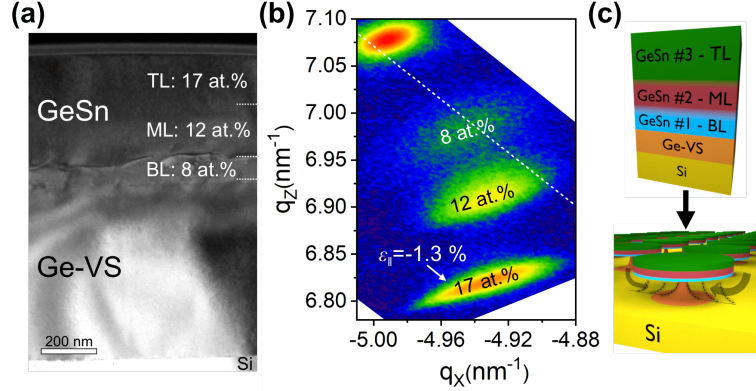 (a)
TL: 17 at.%
GeSn
ML: 12 at.%
BL: 8 at.%
Ge-VS
200 nm
Si
(b)
7.10
7.05
7.00
6.95
6.90
6.80
qZ(nm-1)
8 at.%
12 at.%
ε||=-1.3 %
17 at.%
-5.00 -4.96 -4.92 -4.88
qX(nm-1)
(c)
GeSn #3 - TL
GeSn #2 - ML
GeSn #1 - BL
Ge-VS
Si
Si